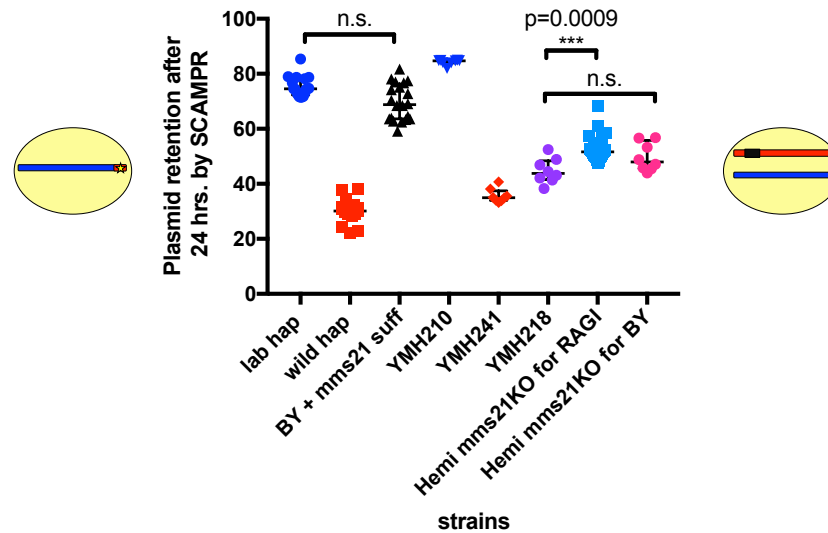 Plasmid retention after
24 hrs. by SCAMPR
100
80
60
40
20
0
n.s.
p=0.0009
***
n.s.
lab hap
wild hap
BY + mms21 suff
YMH210
YMH241
YMH218
Hemi mms21KO for RAGI
Hemi mms21KO for BY
strains